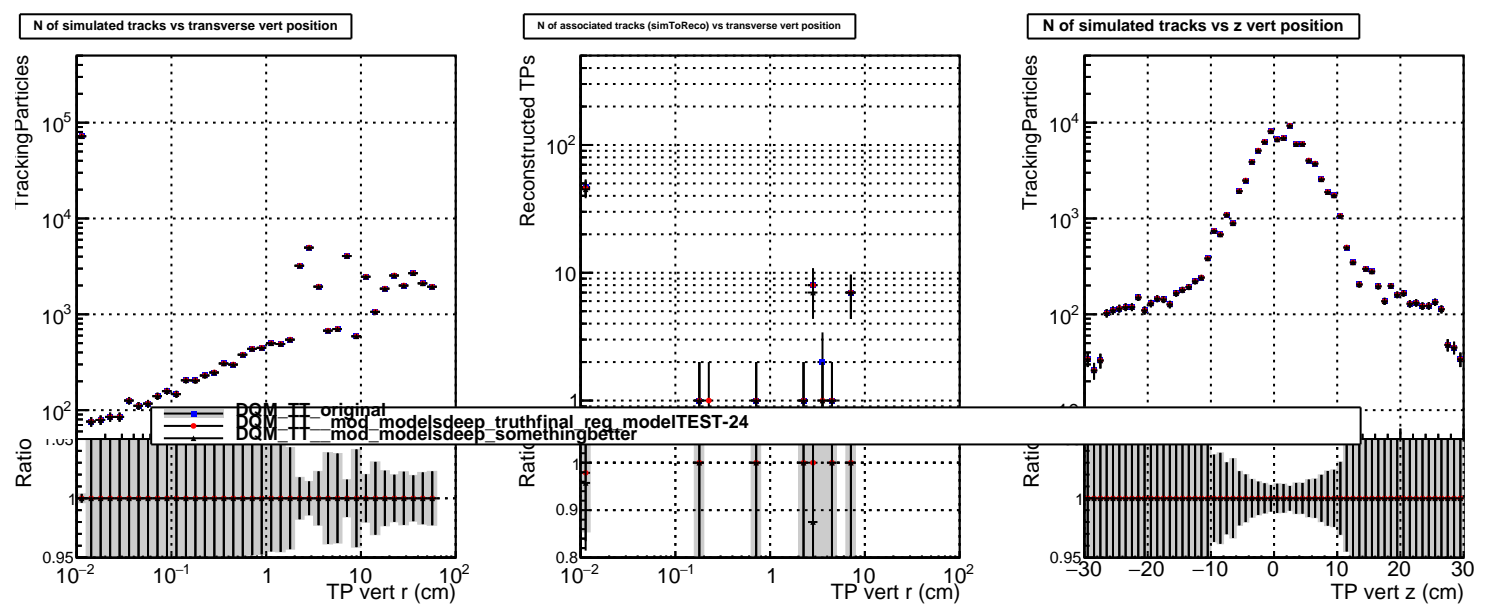 N of simulated tracks vs transverse vert position
TrackingParticles
10^5
10^4
10^3
10^2
Ratio
1.05
1
0.95
10^−2
10^−1
1
10
10^2
TP vert r (cm)
N of associated tracks (simToReco) vs transverse vert position
Reconstructed TPs
10^2
10
1
Ratio
1
0.9
0.8
10^−2
10^−1
1
10
10^2
TP vert r (cm)
N of simulated tracks vs z vert position
TrackingParticles
10^4
10^3
10^2
Ratio
1
0.95
−30
−20
−10
0
10
20
30
TP vert z (cm)
DQM_TT_original
DQM_TT__mod_modelsdeep_truthfinal_reg_modelTEST-24
DQM_TT__mod_modelsdeep_somethingbetter